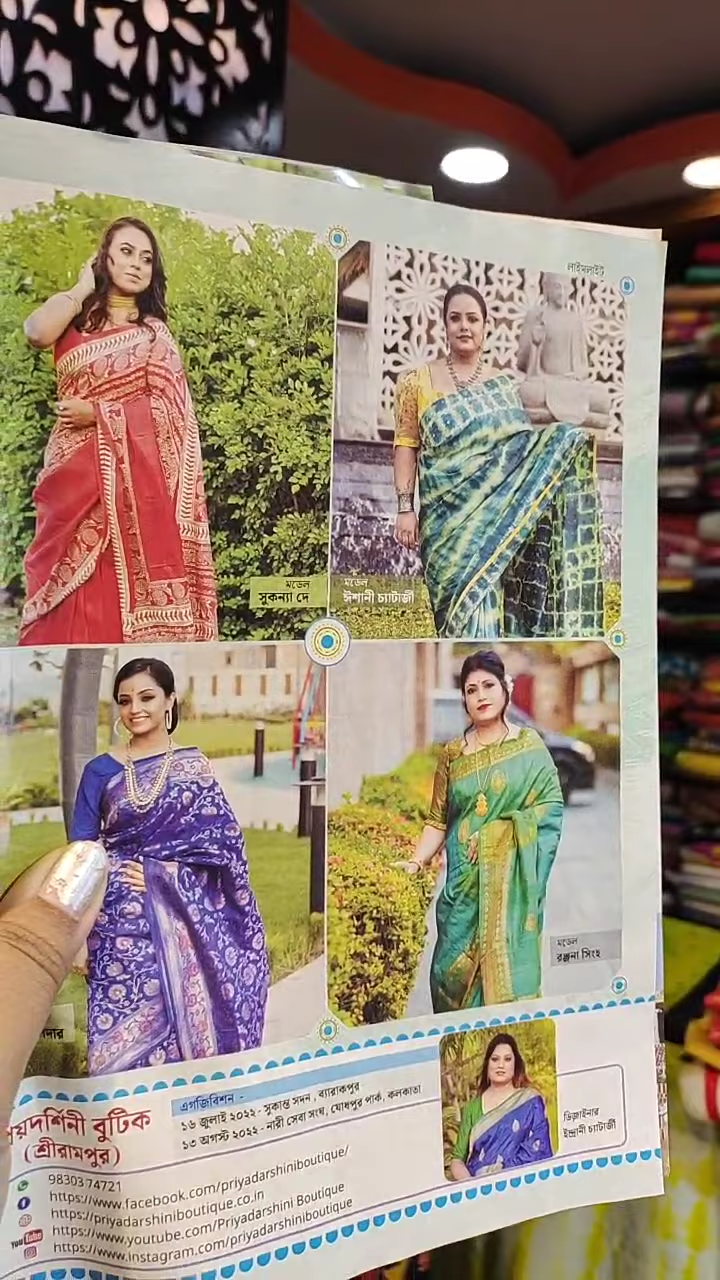 লাইমলাইট
মডেল
সুকন্যা দে
মডেল
ঈশানী চ্যাটার্জী
মডেল
রঞ্জনা সিংহ
য়দর্শিনী বুটিক
(শ্রীরামপুর)
এগজিবিশন -
১৬ জুলাই ২০২২ - সুকান্ত সদন, ব্যারাকপুর
১৩ অগস্ট ২০২২ - নারী সেবা সংঘ, যোধপুর পার্ক, কলকাতা
ডিজাইনার
ইন্দ্রানী চ্যাটার্জী
9830374721
https://www.facebook.com/priyadarshiniboutique/
https://priyadarshiniboutique.co.in
YouTube https://www.youtube.com/Priyadarshini Boutique
https://www.instagram.com/priyadarshiniboutique